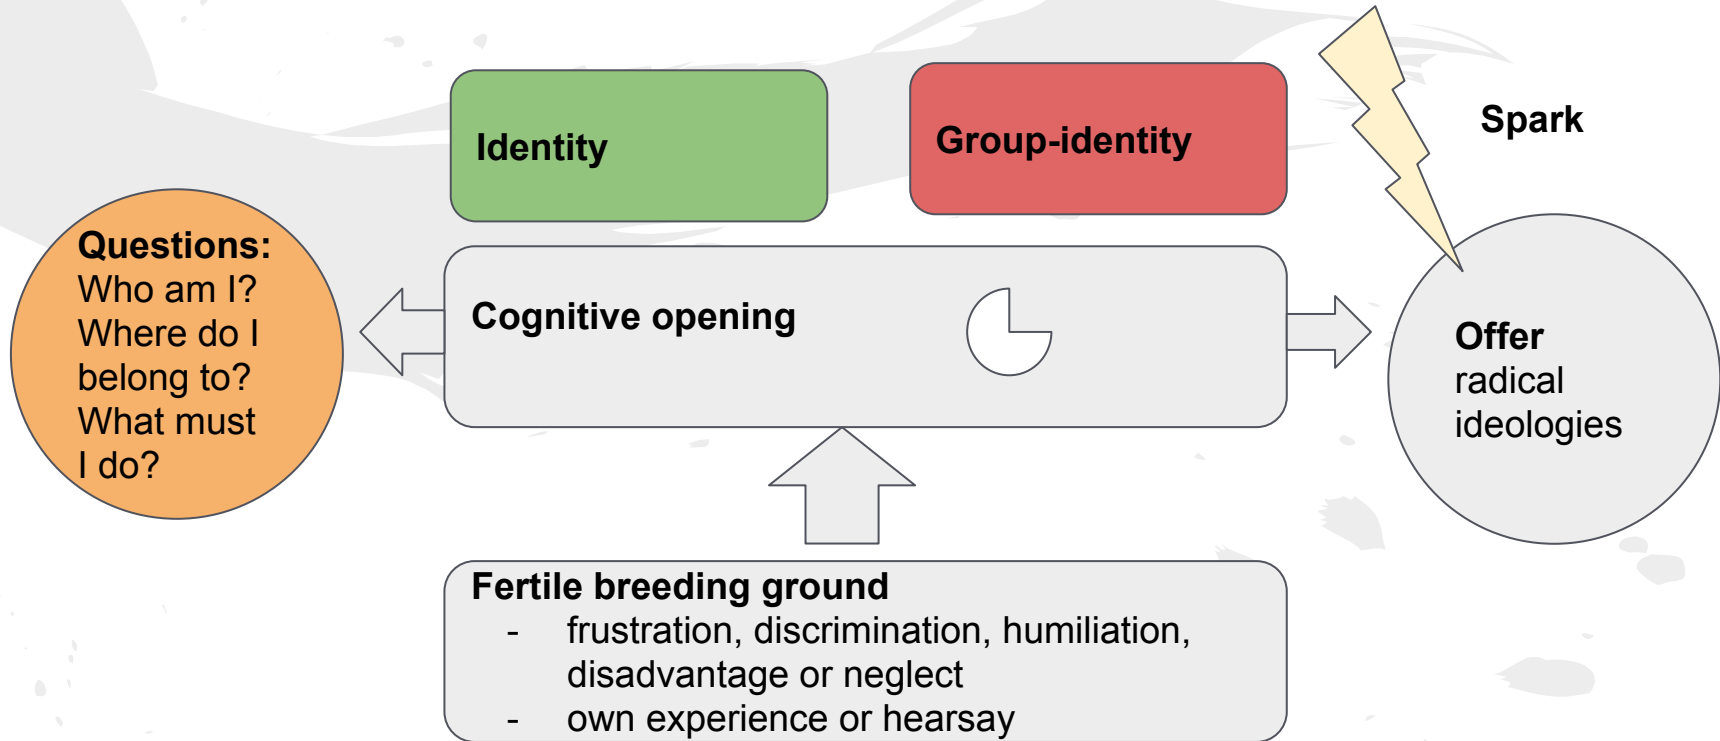 Identity
Group-identity
Spark
Questions:
Who am I?
Where do I
belong to?
What must
I do?
Cognitive opening
Offer
radical
ideologies
Fertile breeding ground
- frustration, discrimination, humiliation,
disadvantage or neglect
- own experience or hearsay